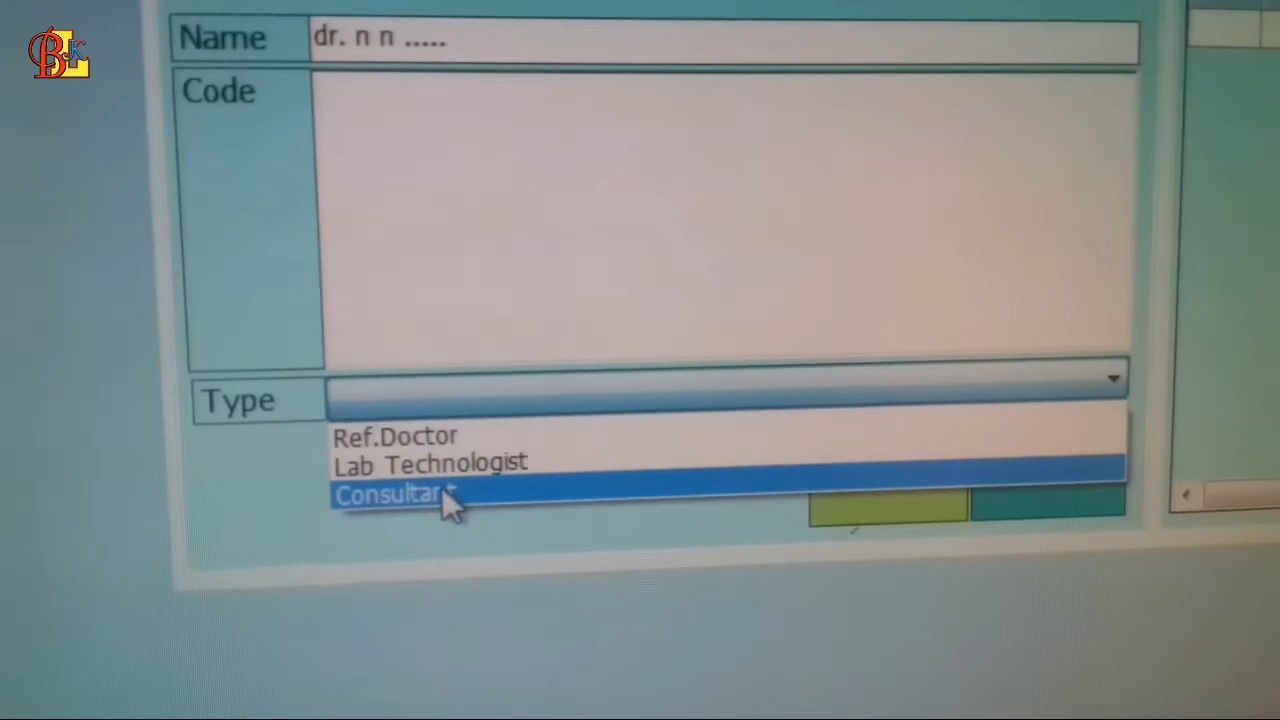 Name dr. n n .....
Code
Type
Ref.Doctor
Lab Technologist
Consultant